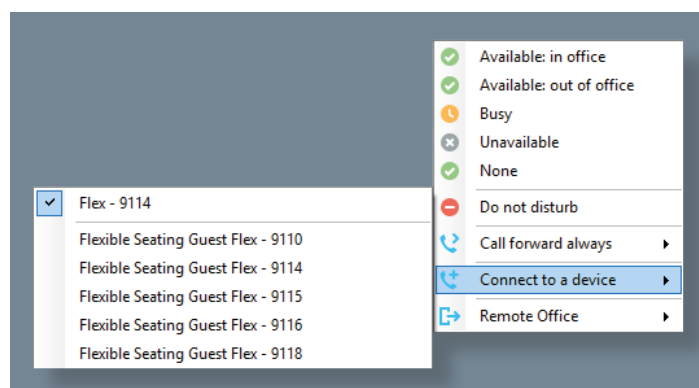 Available: in office
Available: out of office
Busy
Unavailable
None
Do not disturb
Call forward always
Connect to a device
Remote Office
Flex - 9114
Flexible Seating Guest Flex - 9110
Flexible Seating Guest Flex - 9114
Flexible Seating Guest Flex - 9115
Flexible Seating Guest Flex - 9116
Flexible Seating Guest Flex - 9118